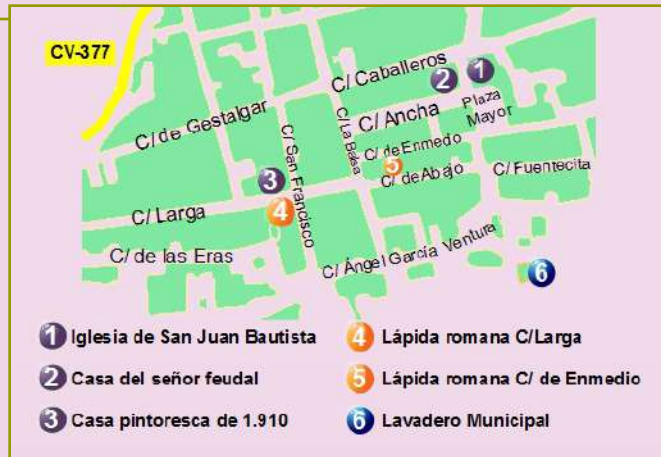 CV-377
C/ Caballeros
2
1
C/ de Gestalgar
C/ San Francisco
C/ La Balsa
C/ Ancha
Plaza
Mayor
C/ de Enmedo
5
C/ de Abajo
C/ Fuentecita
3
4
C/ Larga
C/ de las Eras
C/ Ángel García Ventura
6
1 Iglesia de San Juan Bautista
2 Casa del señor feudal
3 Casa pintoresca de 1.910
4 Lápida romana C/Larga
5 Lápida romana C/ de Enmedio
6 Lavadero Municipal